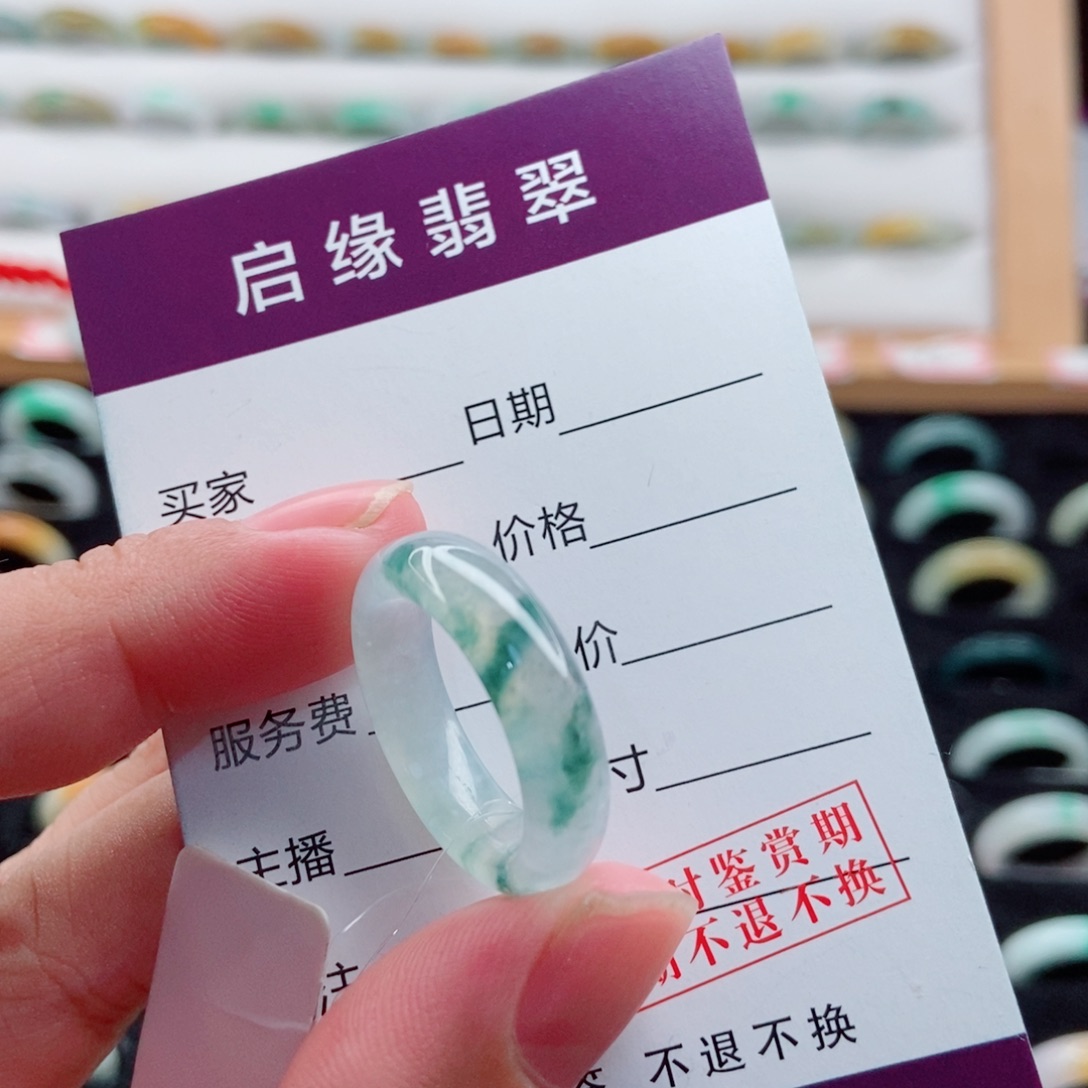 启缘翡翠
买家 日期
价格
价
服务费
寸
主播
鉴赏期
不退不换
不退不换